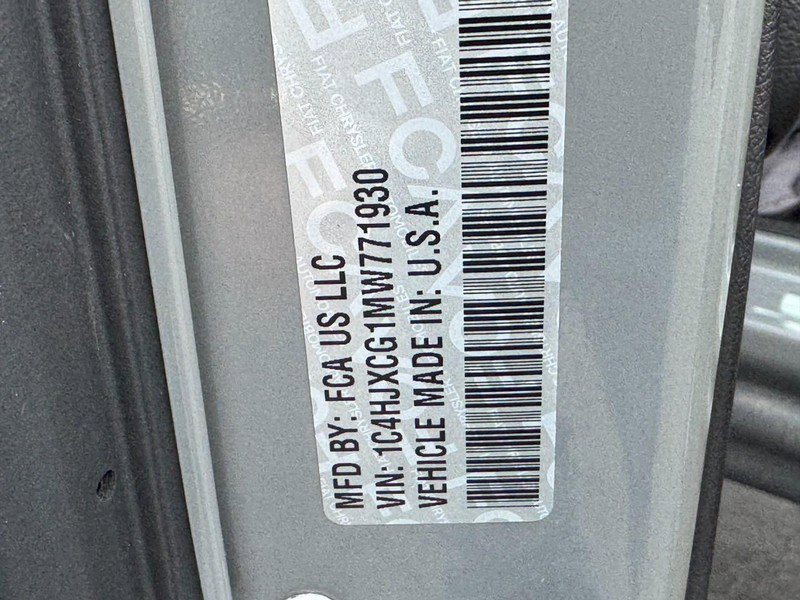 MFD BY: FCA US LLC
VIN: 1C4HJXCG1MW771930
VEHICLE MADE IN: U.S.A.